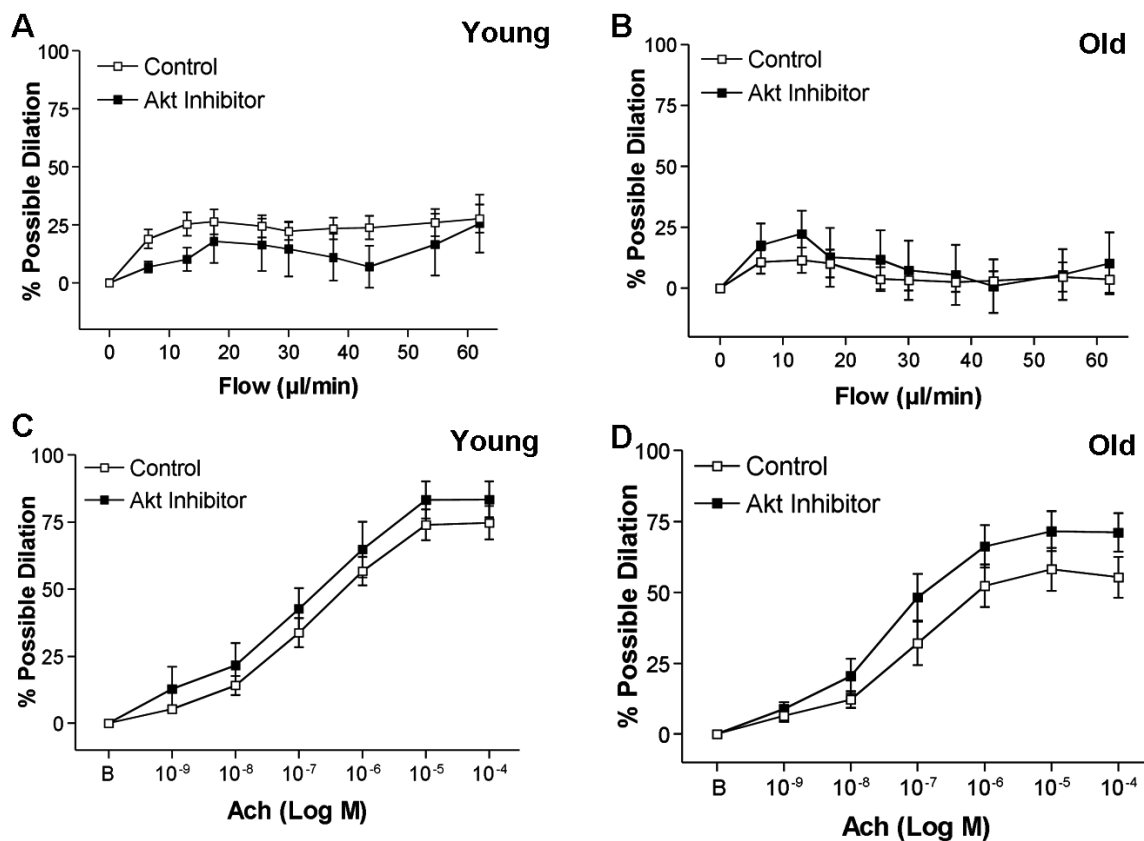 A
Young
Control
Akt Inhibitor
% Possible Dilation
100
75
50
25
0
0 10 20 30 40 50 60
Flow (µl/min)
B
Old
Control
Akt Inhibitor
% Possible Dilation
100
75
50
25
0
0 10 20 30 40 50 60
Flow (µl/min)
C
Young
Control
Akt Inhibitor
% Possible Dilation
100
75
50
25
0
B 10⁻⁹ 10⁻⁸ 10⁻⁷ 10⁻⁶ 10⁻⁵ 10⁻⁴
Ach (Log M)
D
Old
Control
Akt Inhibitor
% Possible Dilation
100
75
50
25
0
B 10⁻⁹ 10⁻⁸ 10⁻⁷ 10⁻⁶ 10⁻⁵ 10⁻⁴
Ach (Log M)